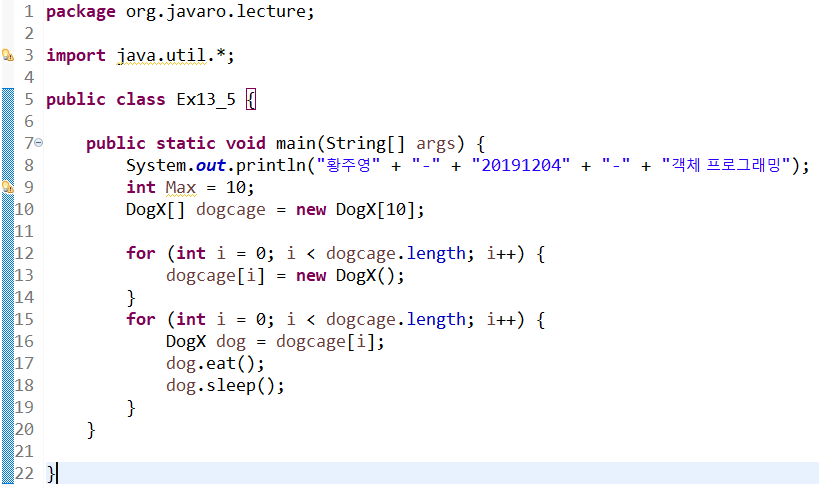 1 package org.javaro.lecture;
2
3 import java.util.*;
4
5 public class Ex13_5 {
6
7 public static void main(String[] args) {
8 System.out.println("황주영" + "-" + "20191204" + "-" + "객체 프로그래밍");
9 int Max = 10;
10 DogX[] dogcage = new DogX[10];
11
12 for (int i = 0; i < dogcage.length; i++) {
13 dogcage[i] = new DogX();
14 }
15 for (int i = 0; i < dogcage.length; i++) {
16 DogX dog = dogcage[i];
17 dog.eat();
18 dog.sleep();
19 }
20 }
21
22 }